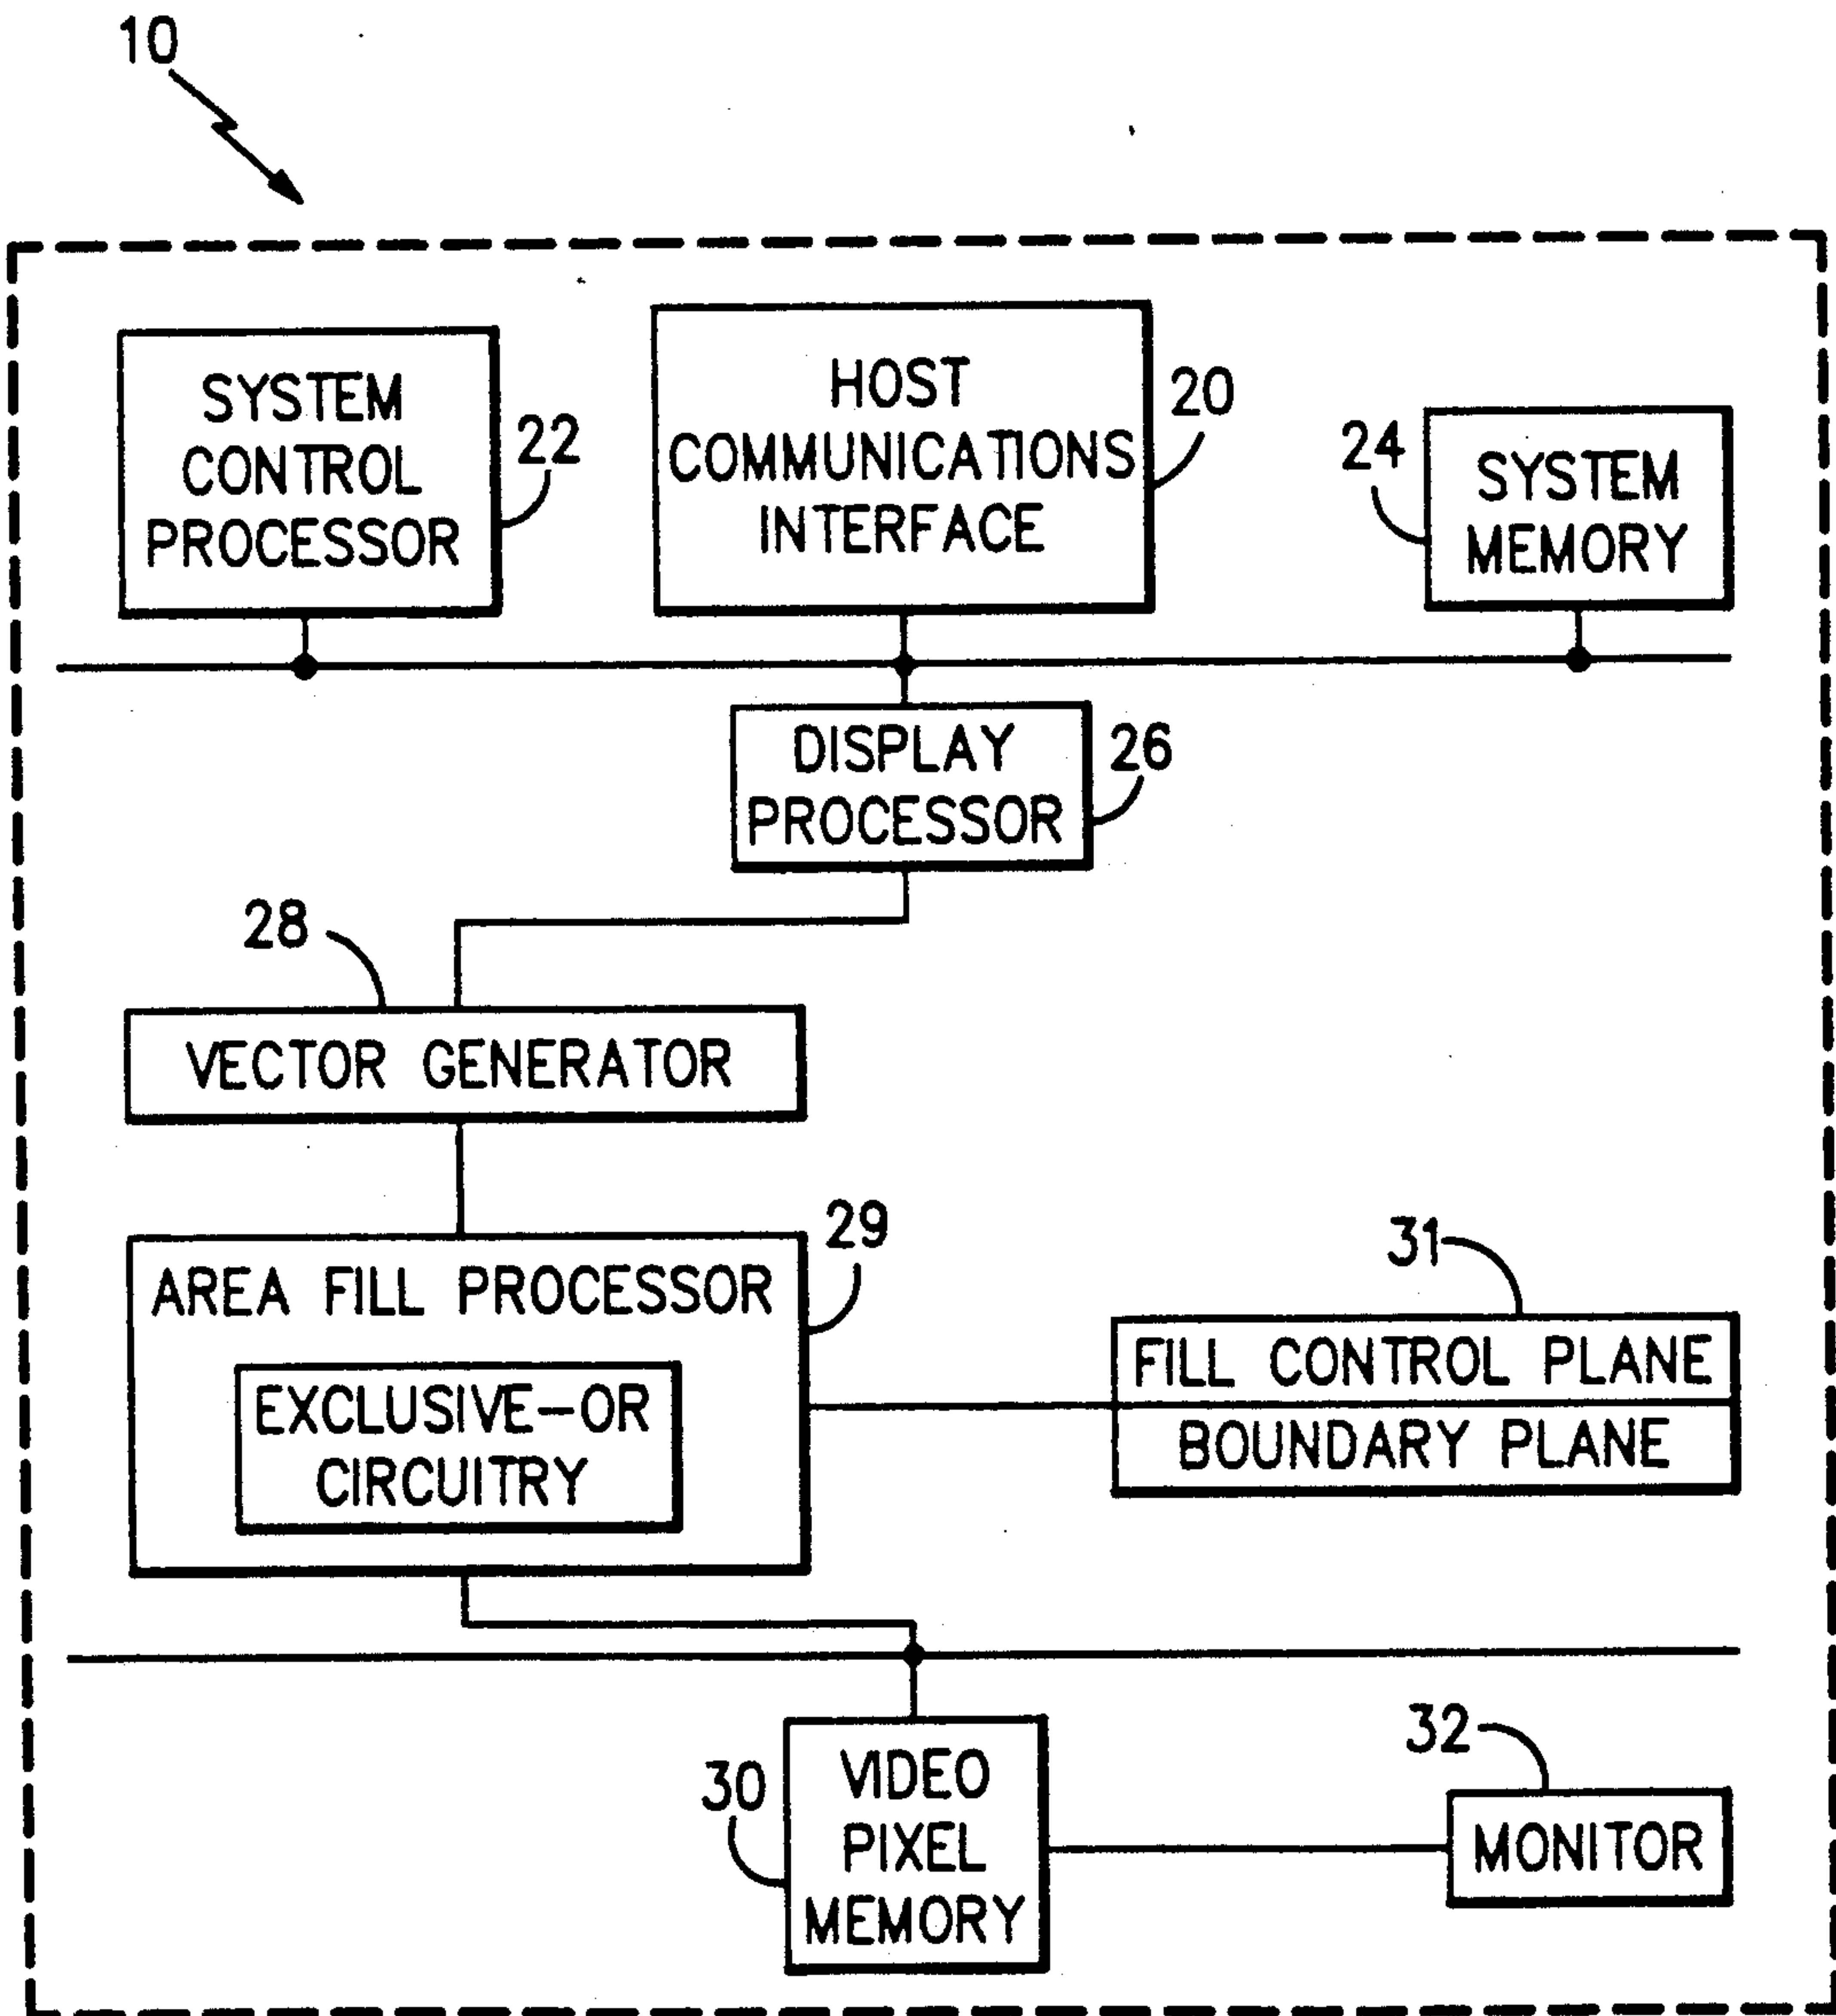 10
SYSTEM
CONTROL
PROCESSOR
22
HOST
COMMUNICATIONS
INTERFACE
20
24
SYSTEM
MEMORY
DISPLAY
PROCESSOR
26
28
VECTOR GENERATOR
29
AREA FILL PROCESSOR
EXCLUSIVE-OR
CIRCUITRY
31
FILL CONTROL PLANE
BOUNDARY PLANE
30
VIDEO
PIXEL
MEMORY
32
MONITOR